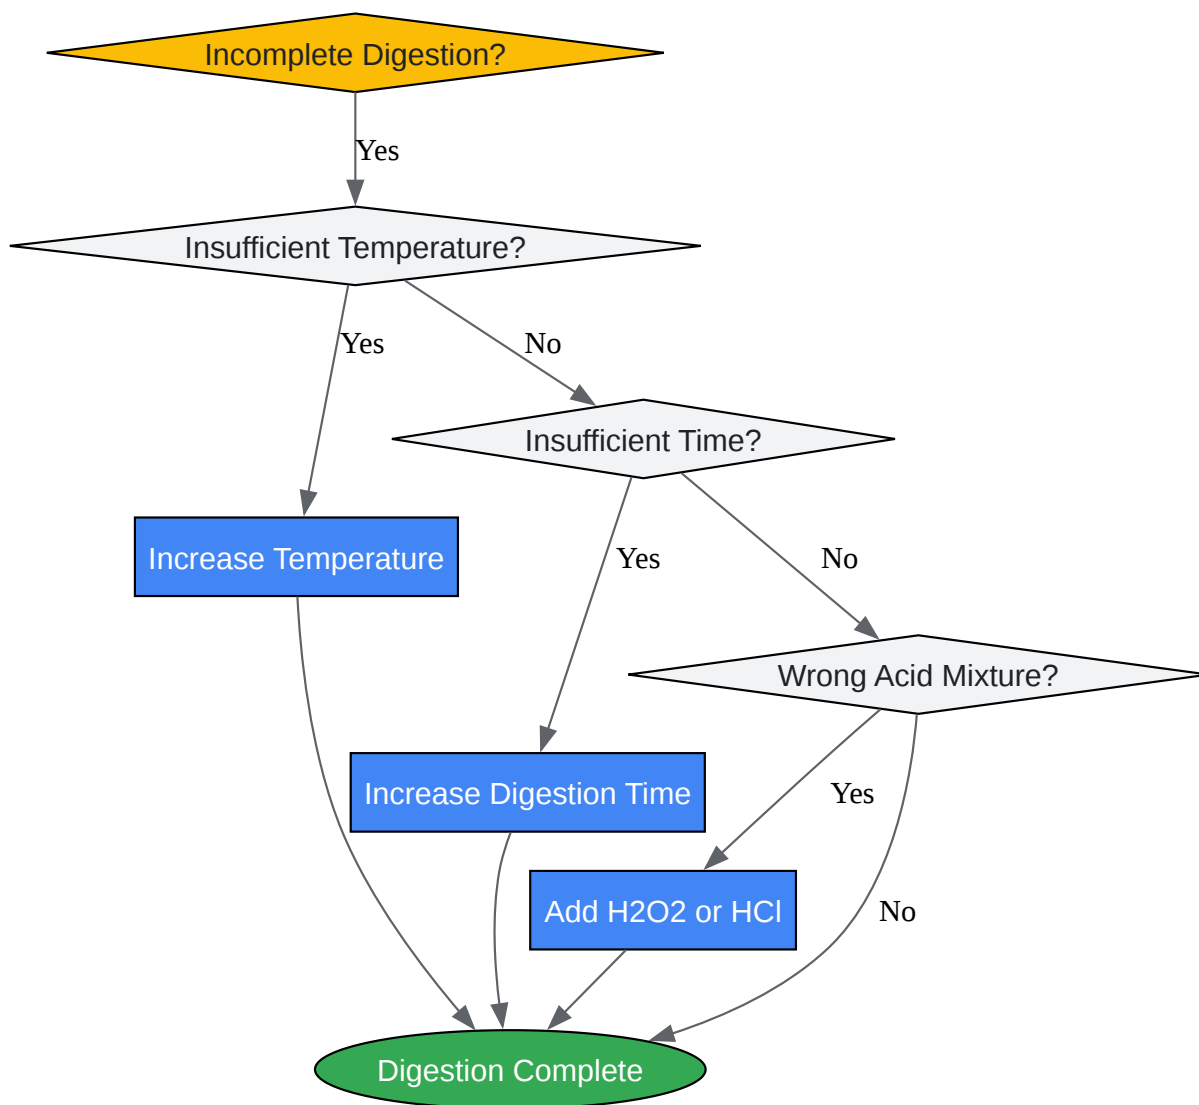 Incomplete Digestion?
Yes
Insufficient Temperature?
Yes
No
Insufficient Time?
Increase Temperature
Yes
No
Wrong Acid Mixture?
Increase Digestion Time
Yes
Add H2O2 or HCl
No
Digestion Complete